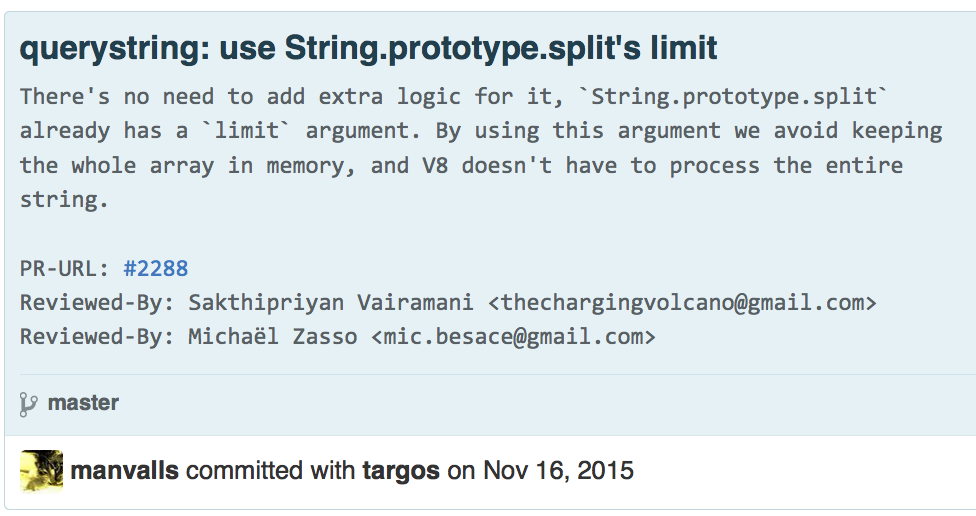 querystring: use String.prototype.split's limit
There's no need to add extra logic for it, `String.prototype.split`
already has a `limit` argument. By using this argument we avoid keeping
the whole array in memory, and V8 doesn't have to process the entire
string.
PR-URL: #2288
Reviewed-By: Sakthipriyan Vairamani <thechargingvolcano@gmail.com>
Reviewed-By: Michaël Zasso <mic.besace@gmail.com>
master
manvalls committed with targos on Nov 16, 2015